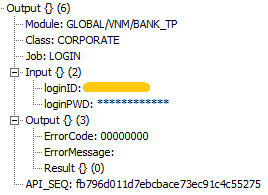 Output {} (6)
Module: GLOBAL/VNM/BANK_TP
Class: CORPORATE
Job: LOGIN
Input {} (2)
loginID:
loginPWD: *************
Output {} (3)
ErrorCode: 00000000
ErrorMessage:
Result {} (0)
API_SEQ: fb796d011d7ebcbace73ec91c4c55275